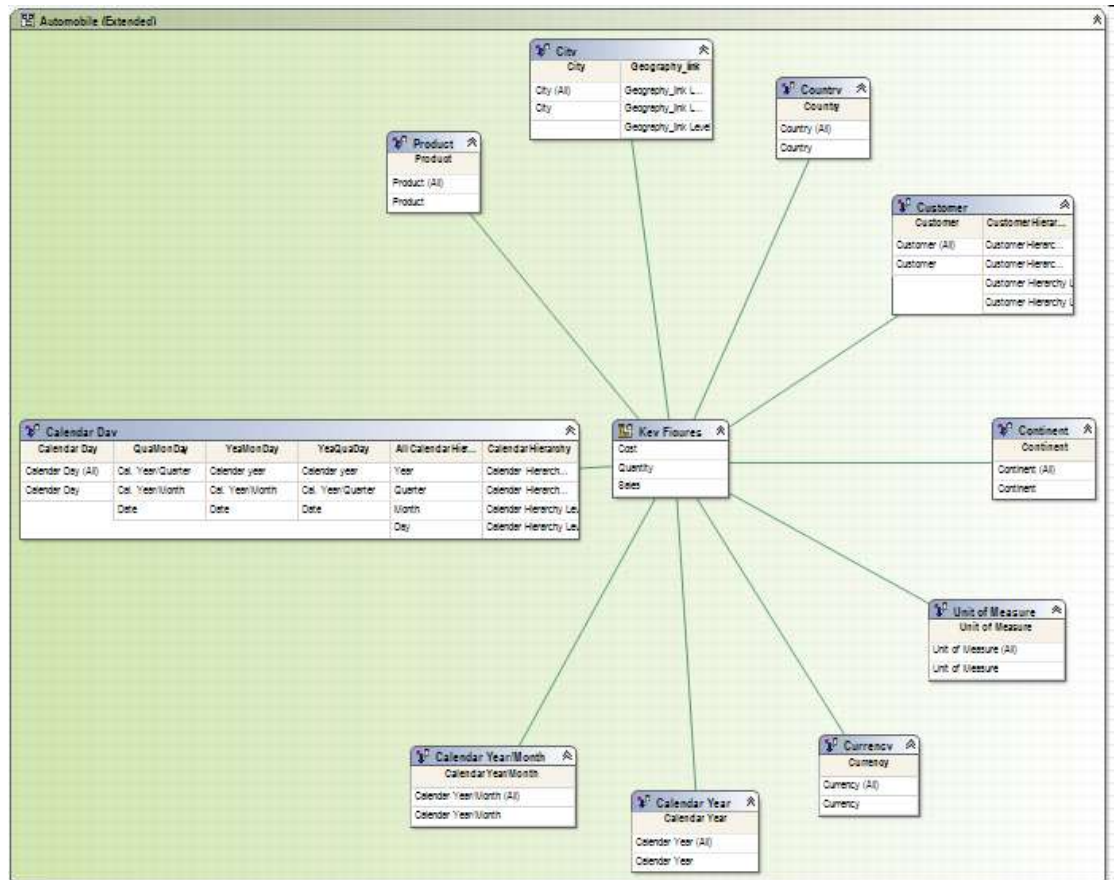 Automobile (Extended)
City
City Geography_link
City (All) Geography_link L...
City Geography_link L...
Geography_link Level
Country
Country
Country (All)
Country
Product
Product
Product (All)
Product
Customer
Customer CustomerHierar...
Customer (All) Customer Hierarc...
Customer Customer Hierarc...
Customer Hierarchy L
Customer Hierarchy L
Calendar Day
Calendar Day QuaMonDay YeaMonDay YeaQuaDay All CalendarHier... CalendarHierarchy
Calendar Day (All) Cal. Year/Quarter Calendar year Calendar year Year Calendar Hierarch...
Calendar Day Cal. Year/Month Cal. Year/Month Cal. Year/Quarter Quarter Calendar Hierarch...
Date Date Date Month Calendar Hierarchy Lev
Day Calendar Hierarchy Lev
Key Figures
Cost
Quantity
Sales
Continent
Continent
Continent (All)
Continent
Unit of Measure
Unit of Measure
Unit of Measure (All)
Unit of Measure
Calendar Year/Month
Calendar Year/Month
Calendar Year/Month (All)
Calendar Year/Month
Calendar Year
Calendar Year
Calendar Year (All)
Calendar Year
Currency
Currency
Currency (All)
Currency